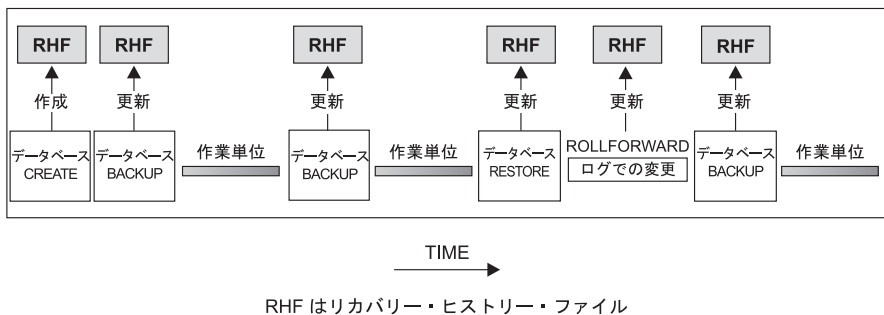 RHF
RHF
RHF
RHF
RHF
RHF
作成
更新
更新
更新
更新
更新
データベース
CREATE
データベース
BACKUP
作業単位
データベース
BACKUP
作業単位
データベース
RESTORE
ROLLFORWARD
ログでの変更
データベース
BACKUP
作業単位
TIME
RHF はリカバリー・ヒストリー・ファイル